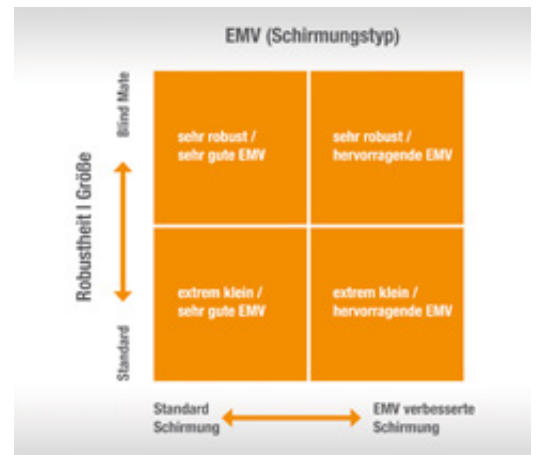 EMV (Schirmungstyp)
Blind Mate
Robustheit | Größe
Standard
sehr robust /
sehr gute EMV
sehr robust /
hervorragende EMV
extrem klein /
sehr gute EMV
extrem klein /
hervorragende EMV
Standard
Schirmung
EMV verbesserte
Schirmung